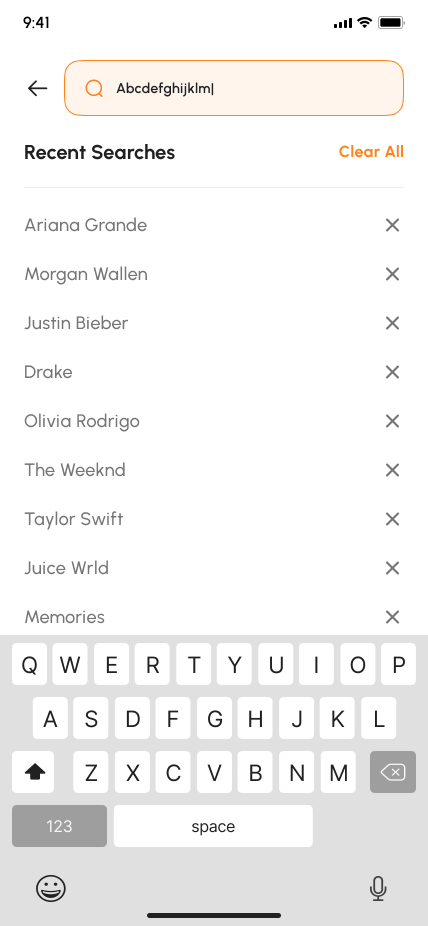 9:41
Abcdefghijklm
Recent Searches Clear All
Ariana Grande
Morgan Wallen
Justin Bieber
Drake
Olivia Rodrigo
The Weeknd
Taylor Swift
Juice Wrld
Memories
Q W E R T Y U I O P
A S D F G H J K L
Z X C V B N M
123 space